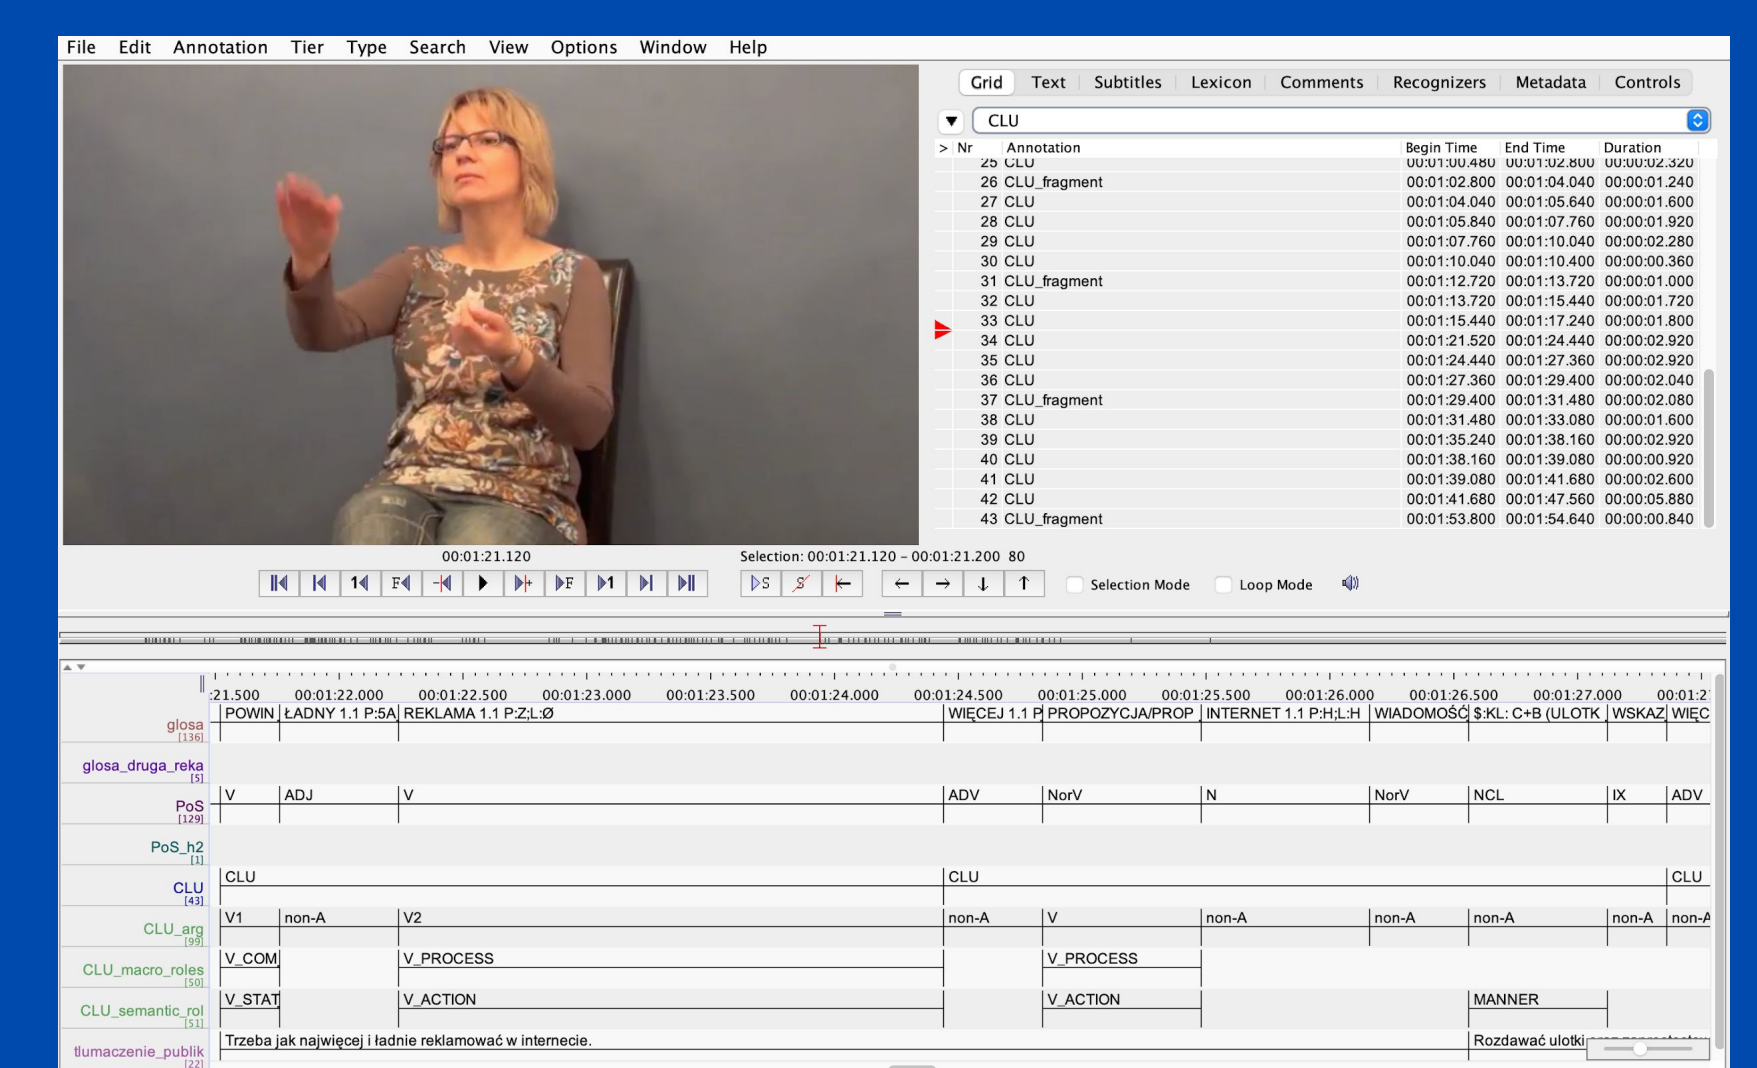 File Edit Annotation Tier Type Search View Options Window Help
Grid Text Subtitles Lexicon Comments Recognizers Metadata Controls
CLU
> Nr Annotation Begin Time End Time Duration
25 CLU 00:01:00.480 00:01:02.800 00:00:02.320
26 CLU_fragment 00:01:02.800 00:01:04.040 00:00:01.240
27 CLU 00:01:04.040 00:01:05.640 00:00:01.600
28 CLU 00:01:05.840 00:01:07.760 00:00:01.920
29 CLU 00:01:07.760 00:01:10.040 00:00:02.280
30 CLU 00:01:10.040 00:01:10.400 00:00:00.360
31 CLU_fragment 00:01:12.720 00:01:13.720 00:00:01.000
32 CLU 00:01:13.720 00:01:15.440 00:00:01.720
33 CLU 00:01:15.440 00:01:17.240 00:00:01.800
34 CLU 00:01:21.520 00:01:24.440 00:00:02.920
35 CLU 00:01:24.440 00:01:27.360 00:00:02.920
36 CLU 00:01:27.360 00:01:29.400 00:00:02.040
37 CLU_fragment 00:01:29.400 00:01:31.480 00:00:02.080
38 CLU 00:01:31.480 00:01:33.080 00:00:01.600
39 CLU 00:01:35.240 00:01:38.160 00:00:02.920
40 CLU 00:01:38.160 00:01:39.080 00:00:00.920
41 CLU 00:01:39.080 00:01:41.680 00:00:02.600
42 CLU 00:01:41.680 00:01:47.560 00:00:05.880
43 CLU_fragment 00:01:53.800 00:01:54.640 00:00:00.840
00:01:21.120 Selection: 00:01:21.120 - 00:01:21.200 80
1 F + F 1 S S Selection Mode Loop Mode
:21.500 00:01:22.000 00:01:22.500 00:01:23.000 00:01:23.500 00:01:24.000 00:01:24.500 00:01:25.000 00:01:25.500 00:01:26.000 00:01:26.500 00:01:27.000 00:01:2
glosa POWIN ŁADNY 1.1 P:5A REKLAMA 1.1 P:Z;L:Ø WIĘCEJ 1.1 P PROPOZYCJA/PROP INTERNET 1.1 P:H;L:H WIADOMOŚĆ $:KL: C+B (ULOTK WSKAZ WIĘC
[136]
glosa_druga_reka
[5]
PoS V ADJ V ADV NorV N NorV NCL IX ADV
[129]
PoS_h2
[1]
CLU CLU CLU CLU
[43]
CLU_arg V1 non-A V2 non-A V non-A non-A non-A non-A non-A
[99]
CLU_macro_roles V_COM V_PROCESS V_PROCESS
[50]
CLU_semantic_rol V_STAT V_ACTION V_ACTION MANNER
[51]
tlumaczenie_publik Trzeba jak najwięcej i ładnie reklamować w internecie. Rozdawać ulotki
[22]